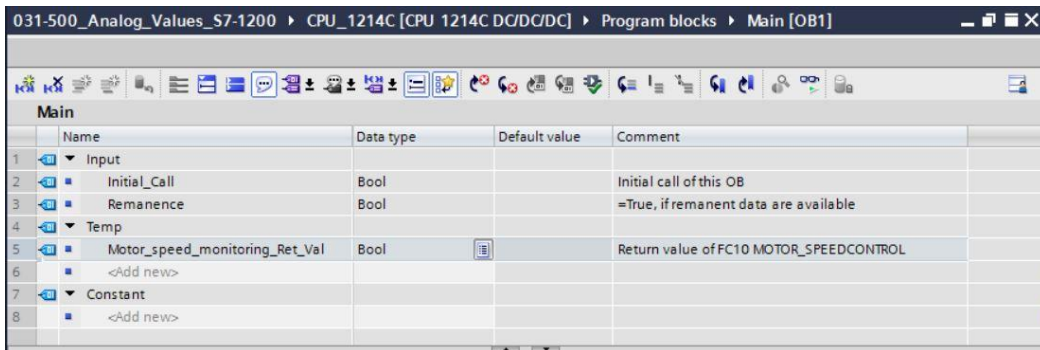 031-500_Analog_Values_S7-1200 ▸ CPU_1214C [CPU 1214C DC/DC/DC] ▸ Program blocks ▸ Main [OB1]
Main
Name Data type Default value Comment
1 Input
2 Initial_Call Bool Initial call of this OB
3 Remanence Bool =True, if remanent data are available
4 Temp
5 Motor_speed_monitoring_Ret_Val Bool Return value of FC10 MOTOR_SPEEDCONTROL
6 <Add new>
7 Constant
8 <Add new>